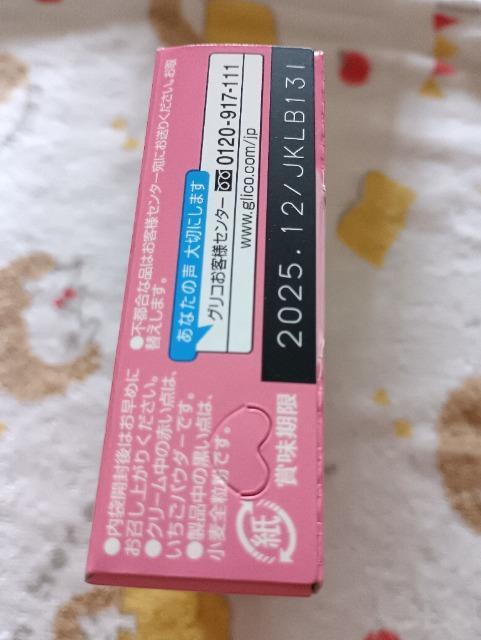 ●内袋開封後はお早めに
お召し上がりください。
●クリーム中の赤い点は、
いちごパウダーです。
●製品中の黒い点は、
小麦全粒粉です。
●不都合な品はお客様センター宛にお送りください。お取
替えします。
あなたの声 大切にします
グリコお客様センター 0120-917-111
www.glico.com/jp
紙
賞味期限
2025.12/JKLB131